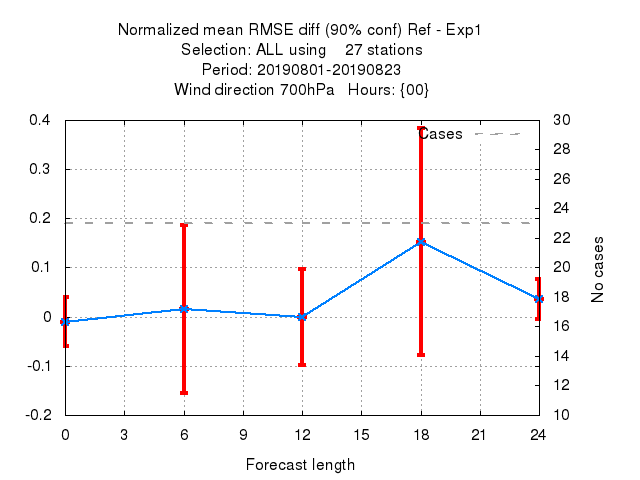 Normalized mean RMSE diff (90% conf) Ref - Exp1
Selection: ALL using 27 stations
Period: 20190801-20190823
Wind direction 700hPa Hours: {00}
Cases
0.4
0.3
0.2
0.1
0
-0.1
-0.2
30
28
26
24
22
20
18
16
14
12
10
No cases
0 3 6 9 12 15 18 21 24
Forecast length